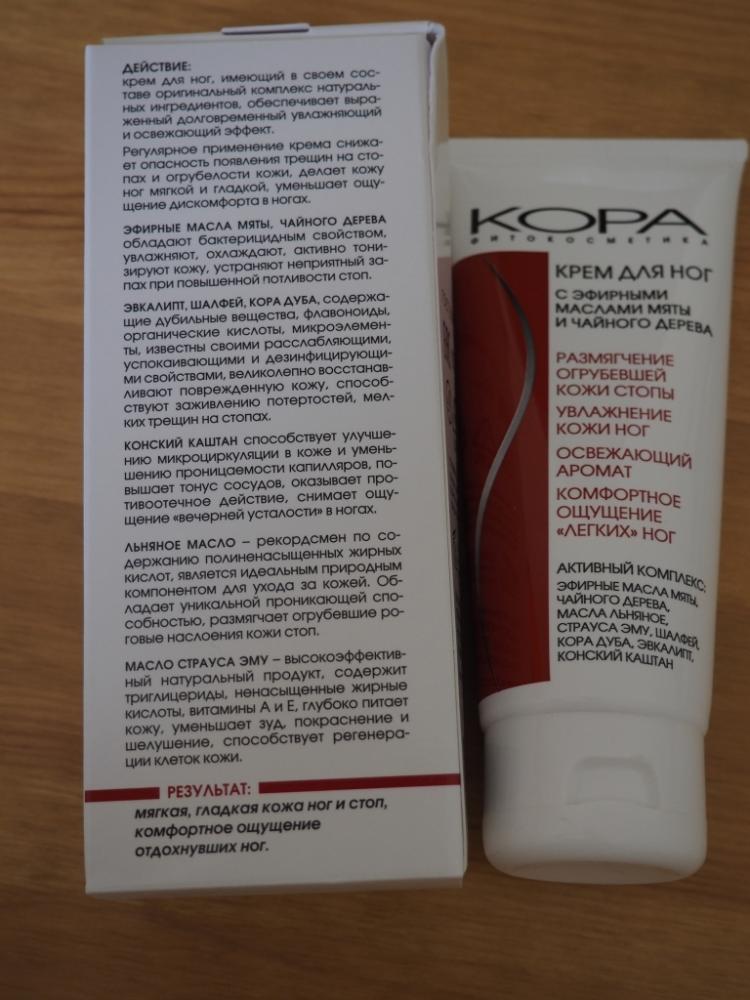 ДЕЙСТВИЕ:
крем для ног, имеющий в своем сос-
таве оригинальный комплекс натураль-
ных ингредиентов, обеспечивает выра-
женный долговременный увлажняющий
и освежающий эффект.
Регулярное применение крема снижа-
ет опасность появления трещин на сто-
пах и огрубелости кожи, делает кожу
ног мягкой и гладкой, уменьшает ощу-
щение дискомфорта в ногах.
ЭФИРНЫЕ МАСЛА МЯТЫ, ЧАЙНОГО ДЕРЕВА
обладают бактерицидным свойством,
увлажняют, охлаждают, активно тони-
зируют кожу, устраняют неприятный за-
пах при повышенной потливости стоп.
ЭВКАЛИПТ, ШАЛФЕЙ, КОРА ДУБА, содержа-
щие дубильные вещества, флавоноиды,
органические кислоты, микроэлемен-
ты, известны своими расслабляющими,
успокаивающими и дезинфицирующи-
ми свойствами, великолепно восстанав-
ливают поврежденную кожу, способ-
ствуют заживлению потертостей, мел-
ких трещин на стопах.
КОНСКИЙ КАШТАН способствует улучше-
нию микроциркуляции в коже и умень-
шению проницаемости капилляров, по-
вышает тонус сосудов, оказывает про-
тивоотечное действие, снимает ощу-
щение «вечерней усталости» в ногах.
ЛЬНЯНОЕ МАСЛО – рекордсмен по со-
держанию полиненасыщенных жирных
кислот, является идеальным природным
компонентом для ухода за кожей. Об-
ладает уникальной проникающей спо-
собностью, размягчает огрубевшие ро-
говые наслоения кожи стоп.
МАСЛО СТРАУСА ЭМУ – высокоэффектив-
ный натуральный продукт, содержит
триглицериды, ненасыщенные жирные
кислоты, витамины А и Е, глубоко питает
кожу, уменьшает зуд, покраснение и
шелушение, способствует регенера-
ции клеток кожи.
РЕЗУЛЬТАТ:
мягкая, гладкая кожа ног и стоп,
комфортное ощущение
отдохнувших ног.
КОРА
ФИТОКОСМЕТИКА
КРЕМ ДЛЯ НОГ
С ЭФИРНЫМИ
МАСЛАМИ МЯТЫ
И ЧАЙНОГО ДЕРЕВА
РАЗМЯГЧЕНИЕ
ОГРУБЕВШЕЙ
КОЖИ СТОПЫ
УВЛАЖНЕНИЕ
КОЖИ НОГ
ОСВЕЖАЮЩИЙ
АРОМАТ
КОМФОРТНОЕ
ОЩУЩЕНИЕ
«ЛЕГКИХ» НОГ
АКТИВНЫЙ КОМПЛЕКС:
ЭФИРНЫЕ МАСЛА МЯТЫ,
ЧАЙНОГО ДЕРЕВА,
МАСЛА ЛЬНЯНОЕ,
СТРАУСА ЭМУ, ШАЛФЕЙ,
КОРА ДУБА, ЭВКАЛИПТ,
КОНСКИЙ КАШТАН